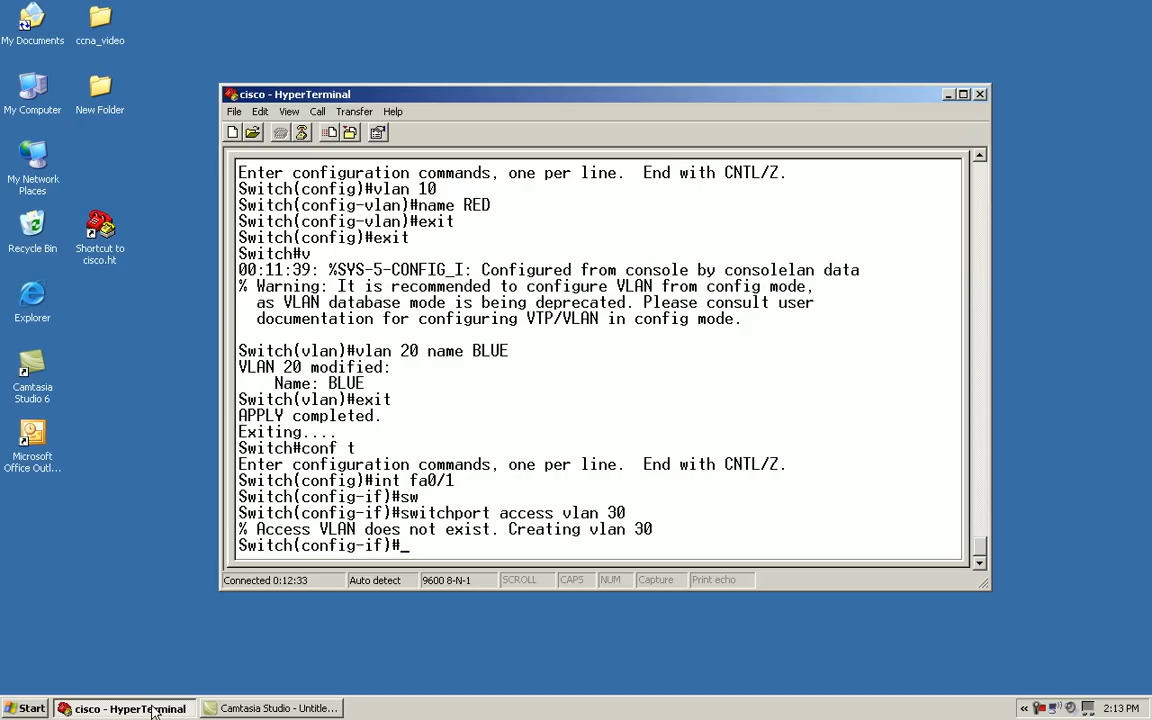 My Documents
ccna_video
My Computer
New Folder
My Network
Places
Recycle Bin
Shortcut to
cisco.ht
Explorer
Camtasia
Studio 6
Microsoft
Office Outl...
cisco - HyperTerminal
File Edit View Call Transfer Help
Enter configuration commands, one per line.  End with CNTL/Z.
Switch(config)#vlan 10
Switch(config-vlan)#name RED
Switch(config-vlan)#exit
Switch(config)#exit
Switch#v
00:11:39: %SYS-5-CONFIG_I: Configured from console by consolelan data
% Warning: It is recommended to configure VLAN from config mode,
as VLAN database mode is being deprecated. Please consult user
documentation for configuring VTP/VLAN in config mode.
Switch(vlan)#vlan 20 name BLUE
VLAN 20 modified:
Name: BLUE
Switch(vlan)#exit
APPLY completed.
Exiting....
Switch#conf t
Enter configuration commands, one per line.  End with CNTL/Z.
Switch(config)#int fa0/1
Switch(config-if)#sw
Switch(config-if)#switchport access vlan 30
% Access VLAN does not exist. Creating vlan 30
Switch(config-if)#_
Connected 0:12:33 Auto detect 9600 8-N-1 SCROLL CAPS NUM Capture Print echo
Start cisco - HyperTerminal Camtasia Studio - Untitle... « 2:13 PM